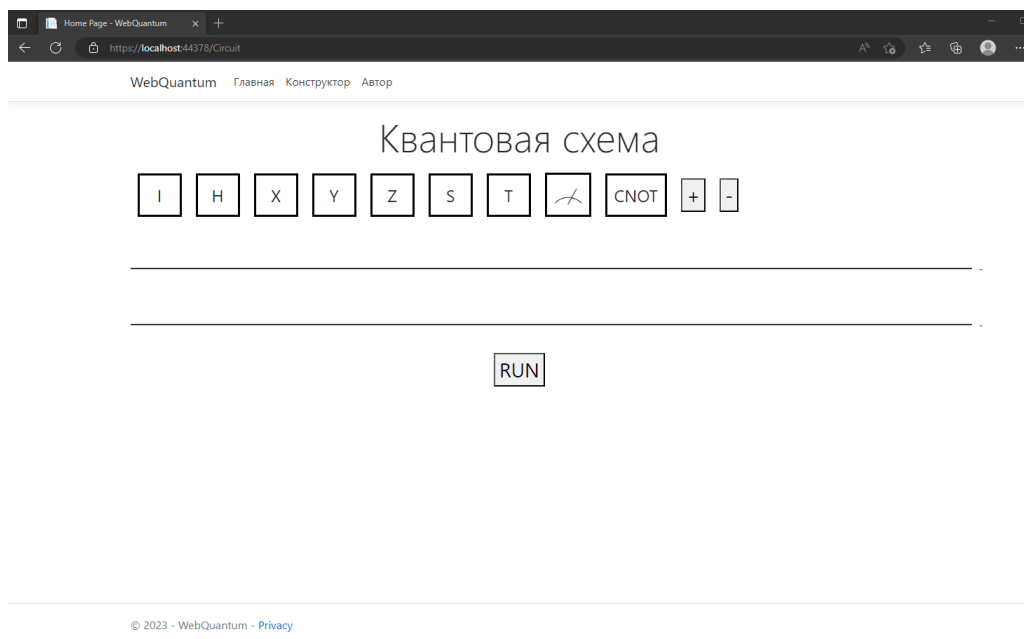 Home Page - WebQuantum
https://localhost:44378/Circuit
WebQuantum Главная Конструктор Автор
Квантовая схема
I H X Y Z S T CNOT + -
-
-
RUN
© 2023 - WebQuantum - Privacy